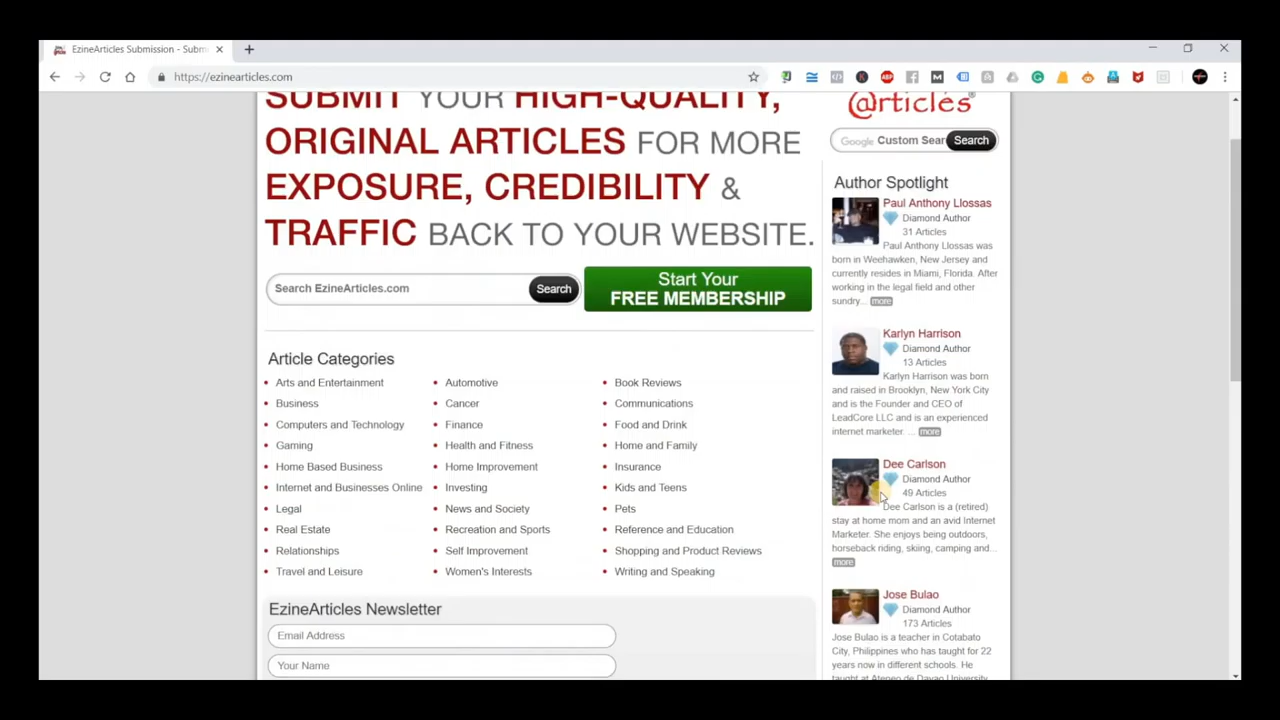 EzineArticles Submission - Subm
https://ezinearticles.com
SUBMIT YOUR HIGH-QUALITY,
ORIGINAL ARTICLES FOR MORE
EXPOSURE, CREDIBILITY &
TRAFFIC BACK TO YOUR WEBSITE.
Search EzineArticles.com
Search
Start Your
FREE MEMBERSHIP
Article Categories
Arts and Entertainment
Business
Computers and Technology
Gaming
Home Based Business
Internet and Businesses Online
Legal
Real Estate
Relationships
Travel and Leisure
Automotive
Cancer
Finance
Health and Fitness
Home Improvement
Investing
News and Society
Recreation and Sports
Self Improvement
Women's Interests
Book Reviews
Communications
Food and Drink
Home and Family
Insurance
Kids and Teens
Pets
Reference and Education
Shopping and Product Reviews
Writing and Speaking
EzineArticles Newsletter
Email Address
Your Name
@rticles®
Google Custom Sear
Search
Author Spotlight
Paul Anthony Llossas
Diamond Author
31 Articles
Paul Anthony Llossas was
born in Weehawken, New Jersey and
currently resides in Miami, Florida. After
working in the legal field and other
sundry... more
Karlyn Harrison
Diamond Author
13 Articles
Karlyn Harrison was born
and raised in Brooklyn, New York City
and is the Founder and CEO of
LeadCore LLC and is an experienced
internet marketer. ... more
Dee Carlson
Diamond Author
49 Articles
Dee Carlson is a (retired)
stay at home mom and an avid Internet
Marketer. She enjoys being outdoors,
horseback riding, skiing, camping and...
more
Jose Bulao
Diamond Author
173 Articles
Jose Bulao is a teacher in Cotabato
City, Philippines who has taught for 22
years now in different schools. He
taught at Ateneo de Davao University